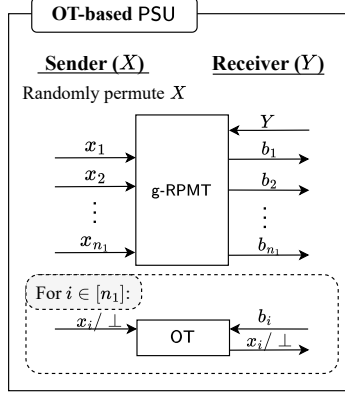 OT-based PSU
Sender (X) Receiver (Y)
Randomly permute X
Y
x₁ b₁
x₂ g-RPMT b₂
⋮ ⋮
xₙ₁ bₙ₁
For i ∈ [n₁]:
xᵢ/ ⊥ OT bᵢ
xᵢ/ ⊥